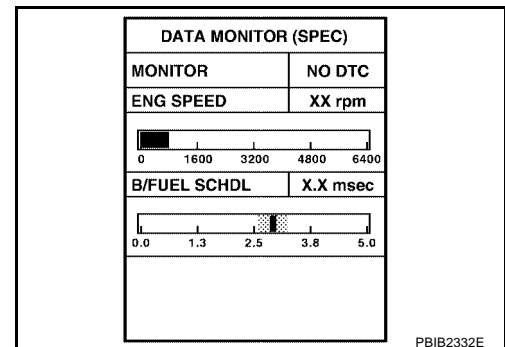 DATA MONITOR (SPEC)
MONITOR NO DTC
ENG SPEED XX rpm
0 1600 3200 4800 6400
B/FUEL SCHDL X.X msec
0.0 1.3 2.5 3.8 5.0
PBIB2332E